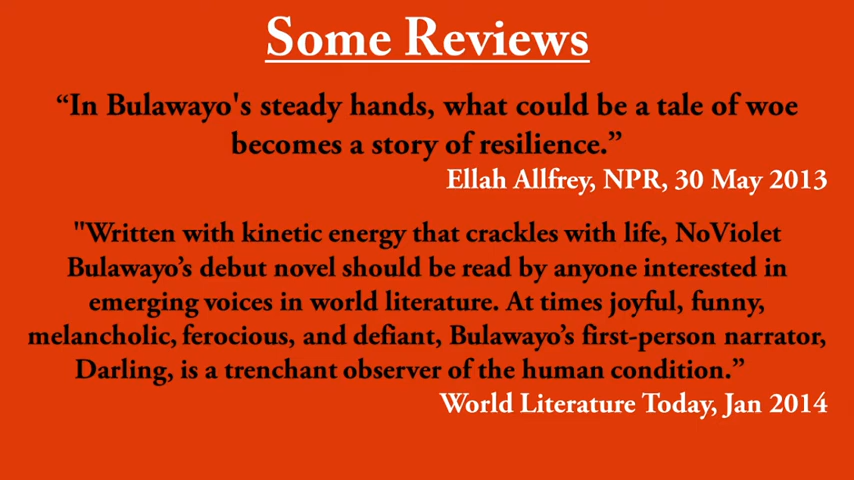 Some Reviews
“In Bulawayo's steady hands, what could be a tale of woe
becomes a story of resilience.”
Ellah Allfrey, NPR, 30 May 2013
"Written with kinetic energy that crackles with life, NoViolet
Bulawayo’s debut novel should be read by anyone interested in
emerging voices in world literature. At times joyful, funny,
melancholic, ferocious, and defiant, Bulawayo’s first-person narrator,
Darling, is a trenchant observer of the human condition.”
World Literature Today, Jan 2014